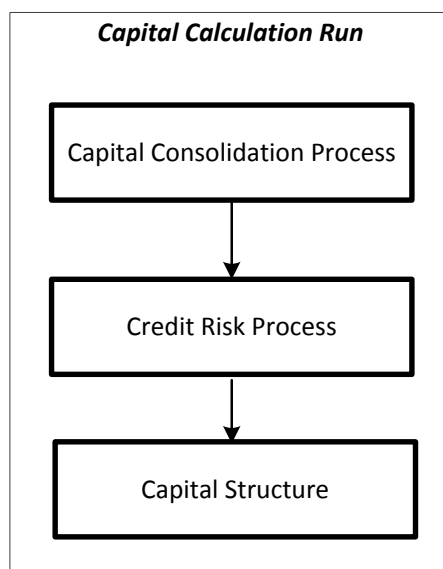 Capital Calculation Run
Capital Consolidation Process
Credit Risk Process
Capital Structure